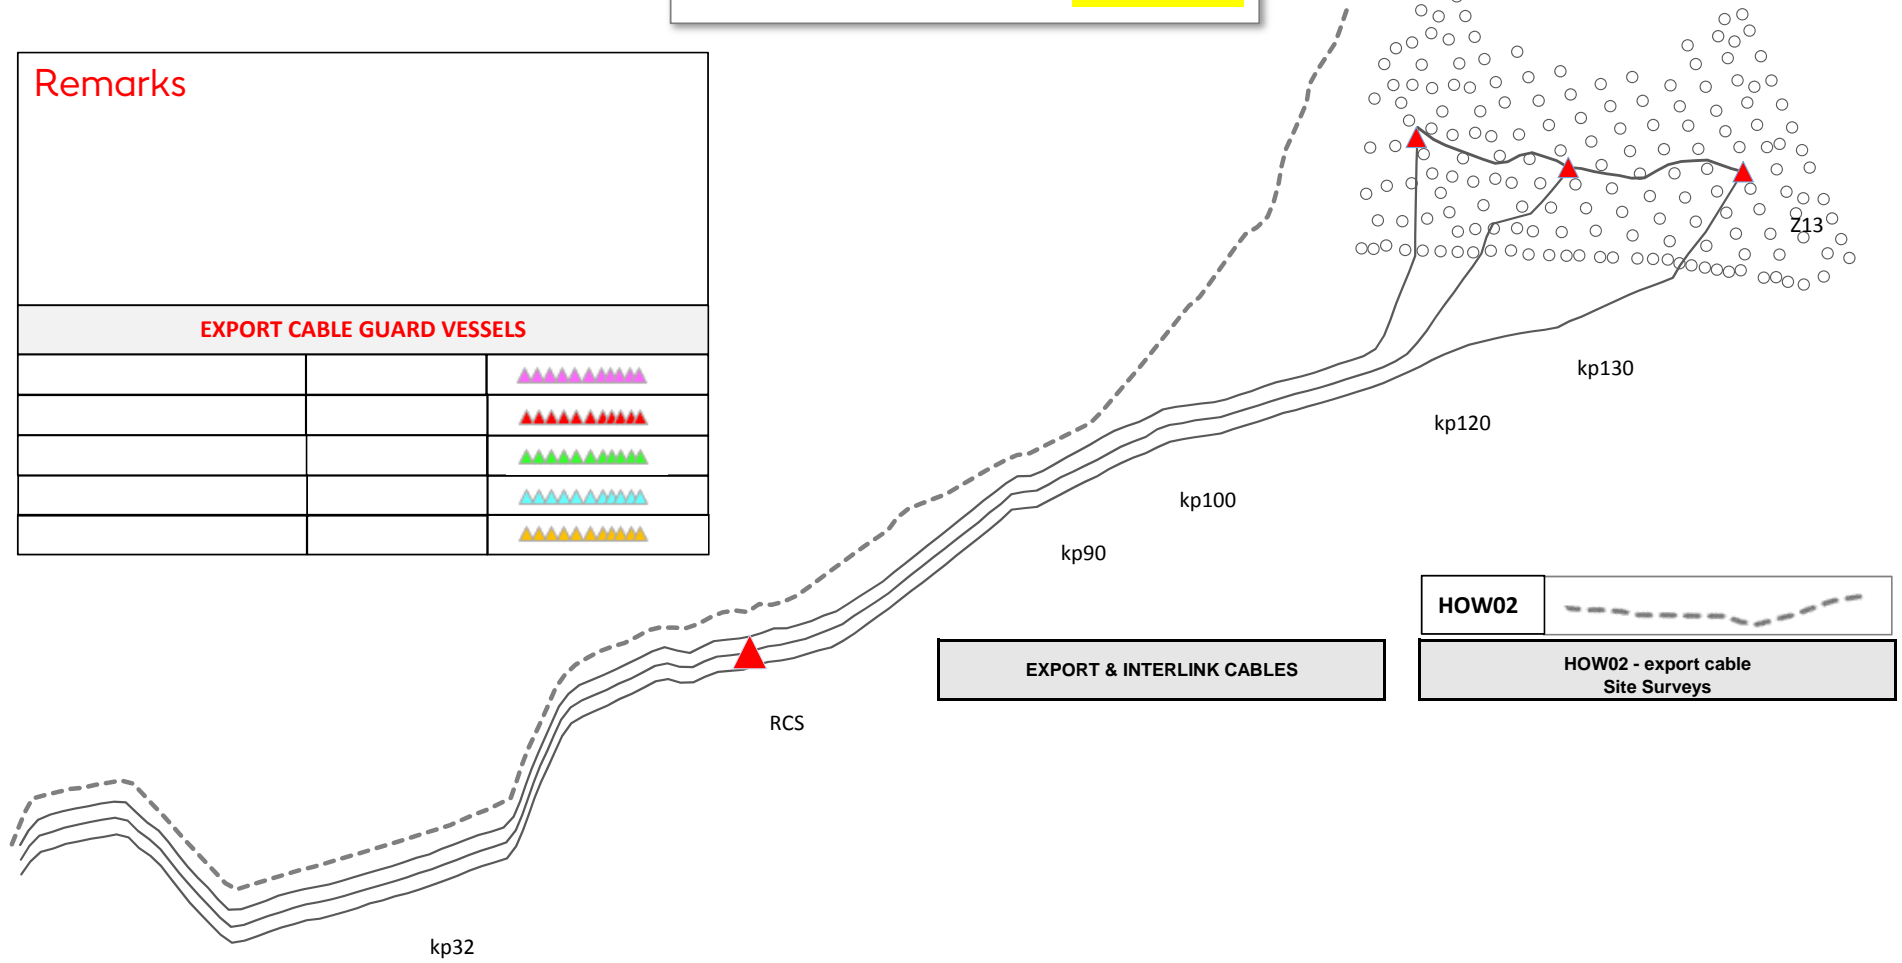 Remarks
EXPORT CABLE GUARD VESSELS
Z13
kp130
kp120
kp100
kp90
HOW02
EXPORT & INTERLINK CABLES
HOW02 - export cable
Site Surveys
RCS
kp32